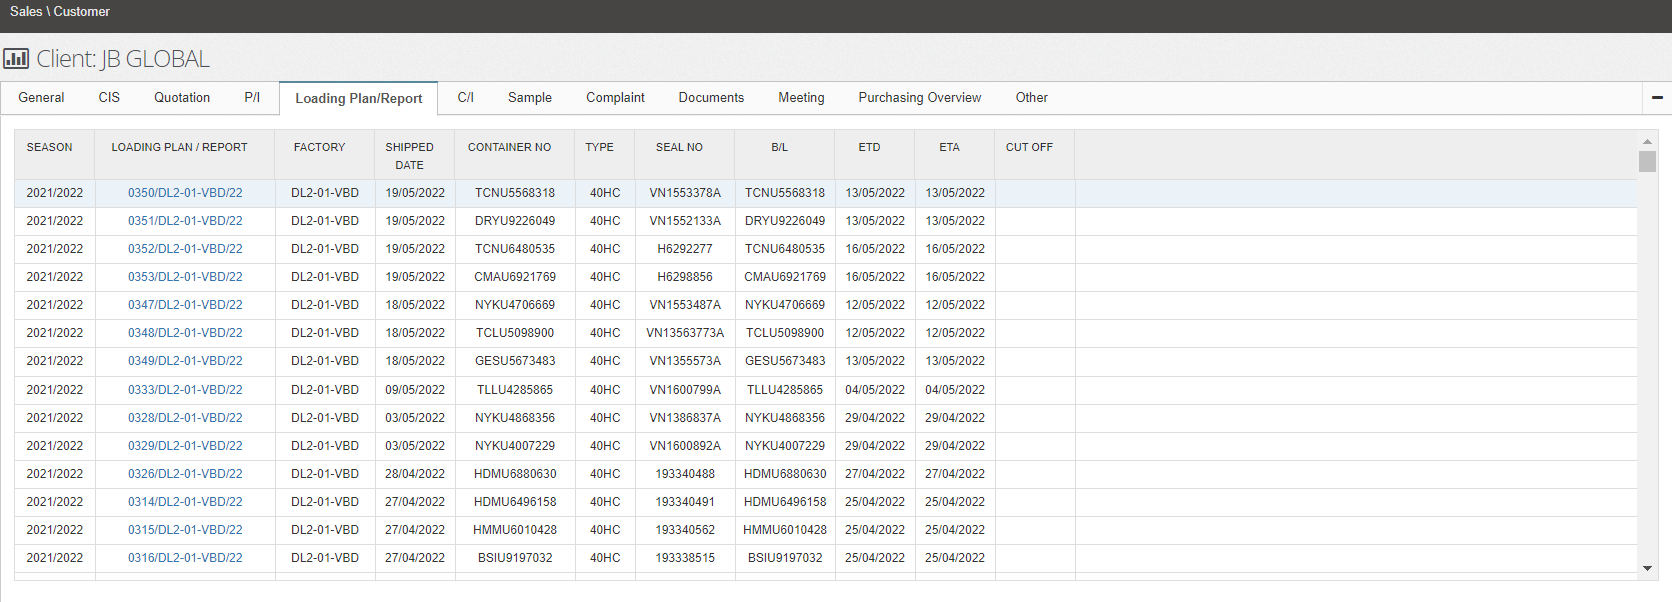 Sales \ Customer
Client: JB GLOBAL
General CIS Quotation P/I Loading Plan/Report C/I Sample Complaint Documents Meeting Purchasing Overview Other
SEASON LOADING PLAN / REPORT FACTORY SHIPPED DATE CONTAINER NO TYPE SEAL NO B/L ETD ETA CUT OFF
2021/2022 0350/DL2-01-VBD/22 DL2-01-VBD 19/05/2022 TCNU5568318 40HC VN1553378A TCNU5568318 13/05/2022 13/05/2022
2021/2022 0351/DL2-01-VBD/22 DL2-01-VBD 19/05/2022 DRYU9226049 40HC VN1552133A DRYU9226049 13/05/2022 13/05/2022
2021/2022 0352/DL2-01-VBD/22 DL2-01-VBD 19/05/2022 TCNU6480535 40HC H6292277 TCNU6480535 16/05/2022 16/05/2022
2021/2022 0353/DL2-01-VBD/22 DL2-01-VBD 19/05/2022 CMAU6921769 40HC H6298856 CMAU6921769 16/05/2022 16/05/2022
2021/2022 0347/DL2-01-VBD/22 DL2-01-VBD 18/05/2022 NYKU4706669 40HC VN1553487A NYKU4706669 12/05/2022 12/05/2022
2021/2022 0348/DL2-01-VBD/22 DL2-01-VBD 18/05/2022 TCLU5098900 40HC VN13563773A TCLU5098900 12/05/2022 12/05/2022
2021/2022 0349/DL2-01-VBD/22 DL2-01-VBD 18/05/2022 GESU5673483 40HC VN1355573A GESU5673483 13/05/2022 13/05/2022
2021/2022 0333/DL2-01-VBD/22 DL2-01-VBD 09/05/2022 TLLU4285865 40HC VN1600799A TLLU4285865 04/05/2022 04/05/2022
2021/2022 0328/DL2-01-VBD/22 DL2-01-VBD 03/05/2022 NYKU4868356 40HC VN1386837A NYKU4868356 29/04/2022 29/04/2022
2021/2022 0329/DL2-01-VBD/22 DL2-01-VBD 03/05/2022 NYKU4007229 40HC VN1600892A NYKU4007229 29/04/2022 29/04/2022
2021/2022 0326/DL2-01-VBD/22 DL2-01-VBD 28/04/2022 HDMU6880630 40HC 193340488 HDMU6880630 27/04/2022 27/04/2022
2021/2022 0314/DL2-01-VBD/22 DL2-01-VBD 27/04/2022 HDMU6496158 40HC 193340491 HDMU6496158 25/04/2022 25/04/2022
2021/2022 0315/DL2-01-VBD/22 DL2-01-VBD 27/04/2022 HMMU6010428 40HC 193340562 HMMU6010428 25/04/2022 25/04/2022
2021/2022 0316/DL2-01-VBD/22 DL2-01-VBD 27/04/2022 BSIU9197032 40HC 193338515 BSIU9197032 25/04/2022 25/04/2022